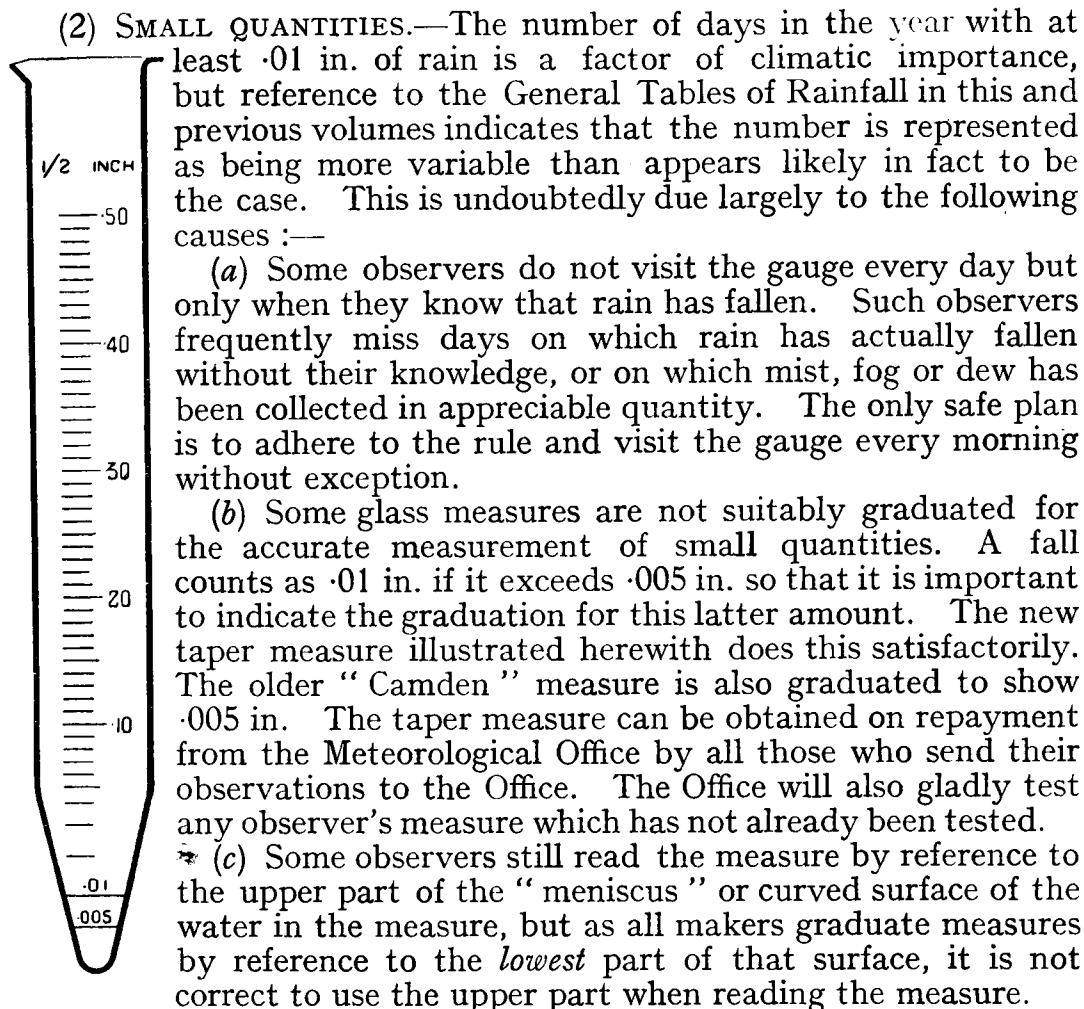 (2) SMALL QUANTITIES.—The number of days in the year with at
least ·01 in. of rain is a factor of climatic importance,
but reference to the General Tables of Rainfall in this and
previous volumes indicates that the number is represented
as being more variable than appears likely in fact to be
the case. This is undoubtedly due largely to the following
causes :—
(a) Some observers do not visit the gauge every day but
only when they know that rain has fallen. Such observers
frequently miss days on which rain has actually fallen
without their knowledge, or on which mist, fog or dew has
been collected in appreciable quantity. The only safe plan
is to adhere to the rule and visit the gauge every morning
without exception.
(b) Some glass measures are not suitably graduated for
the accurate measurement of small quantities. A fall
counts as ·01 in. if it exceeds ·005 in. so that it is important
to indicate the graduation for this latter amount. The new
taper measure illustrated herewith does this satisfactorily.
The older “ Camden ” measure is also graduated to show
·005 in. The taper measure can be obtained on repayment
from the Meteorological Office by all those who send their
observations to the Office. The Office will also gladly test
any observer's measure which has not already been tested.
(c) Some observers still read the measure by reference to
the upper part of the “ meniscus ” or curved surface of the
water in the measure, but as all makers graduate measures
by reference to the lowest part of that surface, it is not
correct to use the upper part when reading the measure.
1/2 INCH
·50
·40
30
20
·10
·01
·005